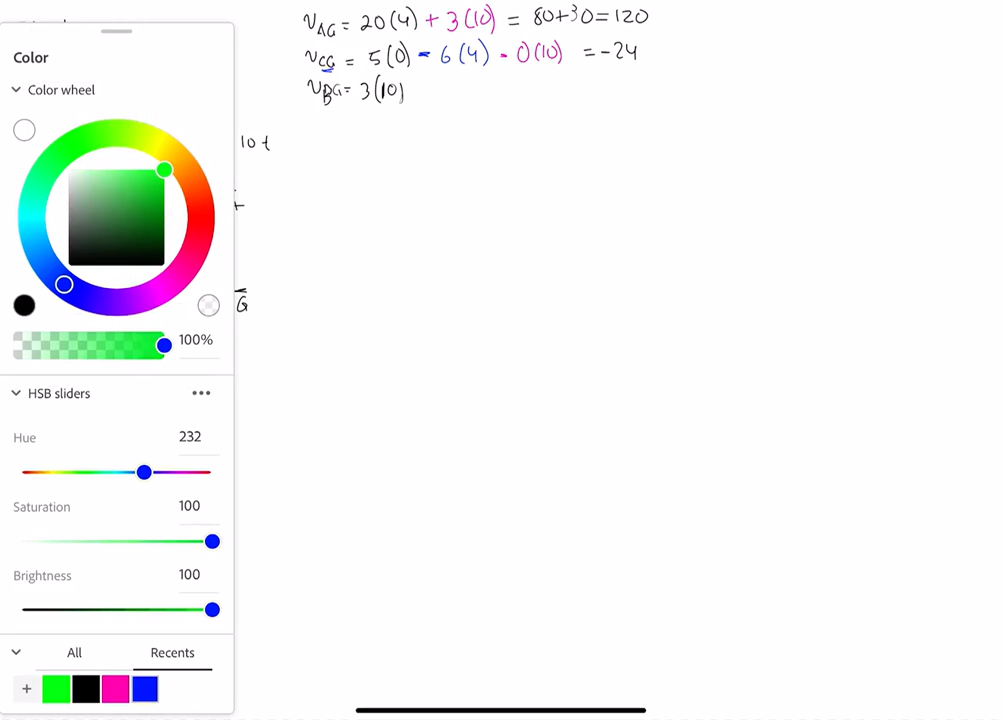 v_AG = 20(4) + 3(10) = 80+30=120
v_CG = 5(0) - 6(4) - 0(10) = -24
v_BG = 3(10)
Color
Color wheel
10t
G
100%
HSB sliders
Hue
232
Saturation
100
Brightness
100
All
Recents
+